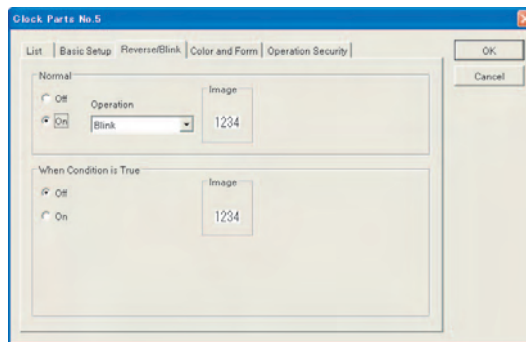 Clock Parts No.5
List Basic Setup Reverse/Blink Color and Form Operation Security
OK
Cancel
Normal
Off
On
Operation
Blink
Image
1234
When Condition is True
Off
On
Image
1234